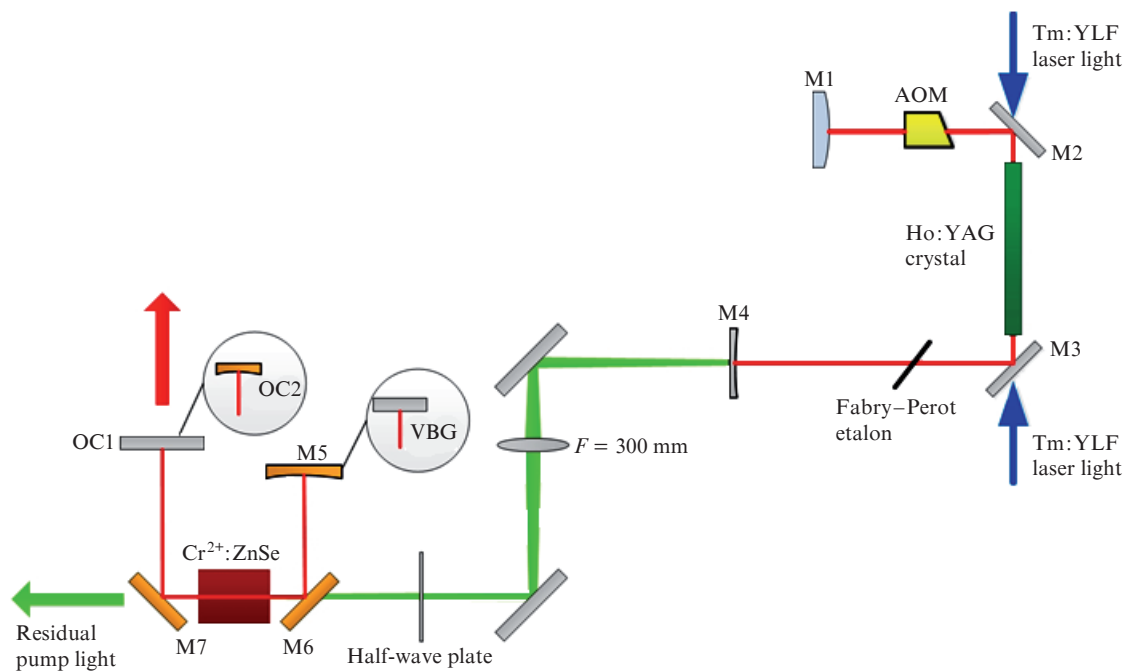 Tm:YLF
laser light
M1
AOM
M2
Ho:YAG
crystal
M4
M3
OC2
Fabry–Perot
etalon
VBG
OC1
M5
F = 300 mm
Tm:YLF
laser light
Cr²⁺:ZnSe
Residual
pump light
M7
M6
Half-wave plate